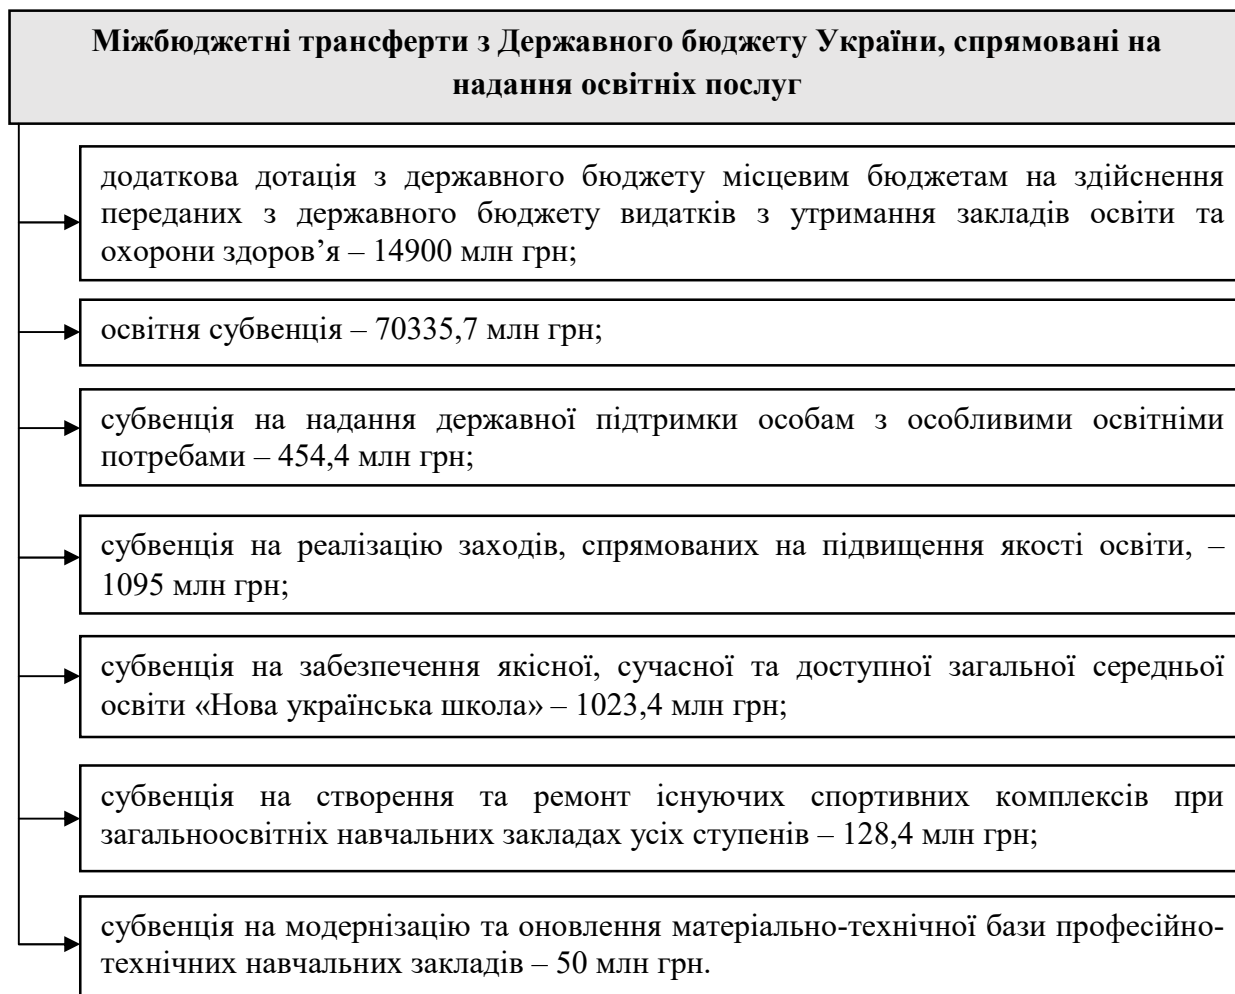 Міжбюджетні трансферти з Державного бюджету України, спрямовані на
надання освітніх послуг
додаткова дотація з державного бюджету місцевим бюджетам на здійснення
переданих з державного бюджету видатків з утримання закладів освіти та
охорони здоров’я – 14900 млн грн;
освітня субвенція – 70335,7 млн грн;
субвенція на надання державної підтримки особам з особливими освітніми
потребами – 454,4 млн грн;
субвенція на реалізацію заходів, спрямованих на підвищення якості освіти, –
1095 млн грн;
субвенція на забезпечення якісної, сучасної та доступної загальної середньої
освіти «Нова українська школа» – 1023,4 млн грн;
субвенція на створення та ремонт існуючих спортивних комплексів при
загальноосвітніх навчальних закладах усіх ступенів – 128,4 млн грн;
субвенція на модернізацію та оновлення матеріально-технічної бази професійно-
технічних навчальних закладів – 50 млн грн.